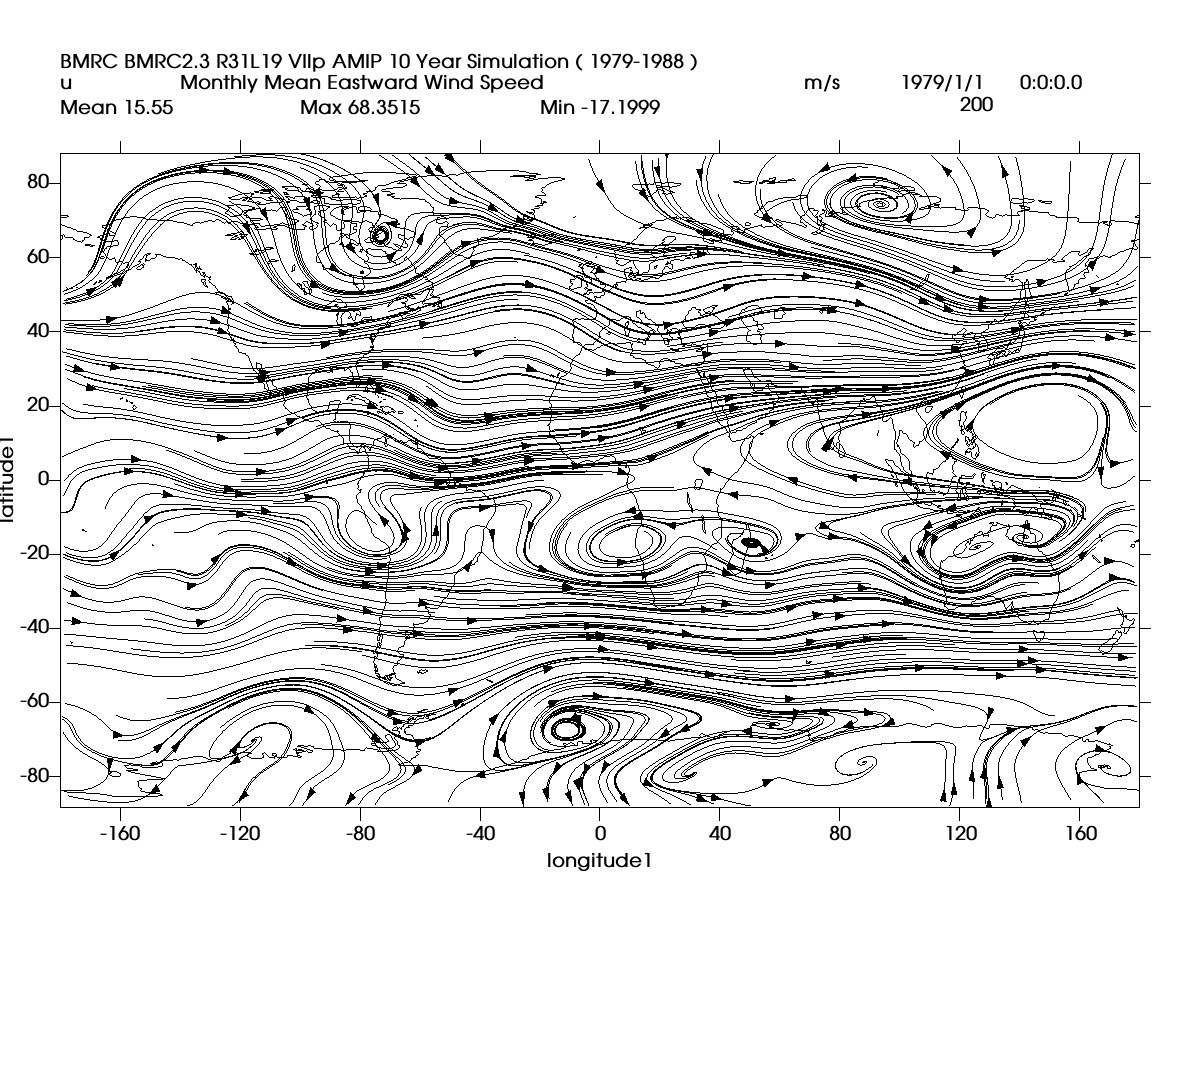 BMRC BMRC2.3 R31L19 VIIp AMIP 10 Year Simulation ( 1979-1988 )
u Monthly Mean Eastward Wind Speed m/s 1979/1/1 0:0:0.0
Mean 15.55 Max 68.3515 Min -17.1999 200
80
60
40
20
0
-20
-40
-60
-80
latitude1
-160 -120 -80 -40 0 40 80 120 160
longitude1